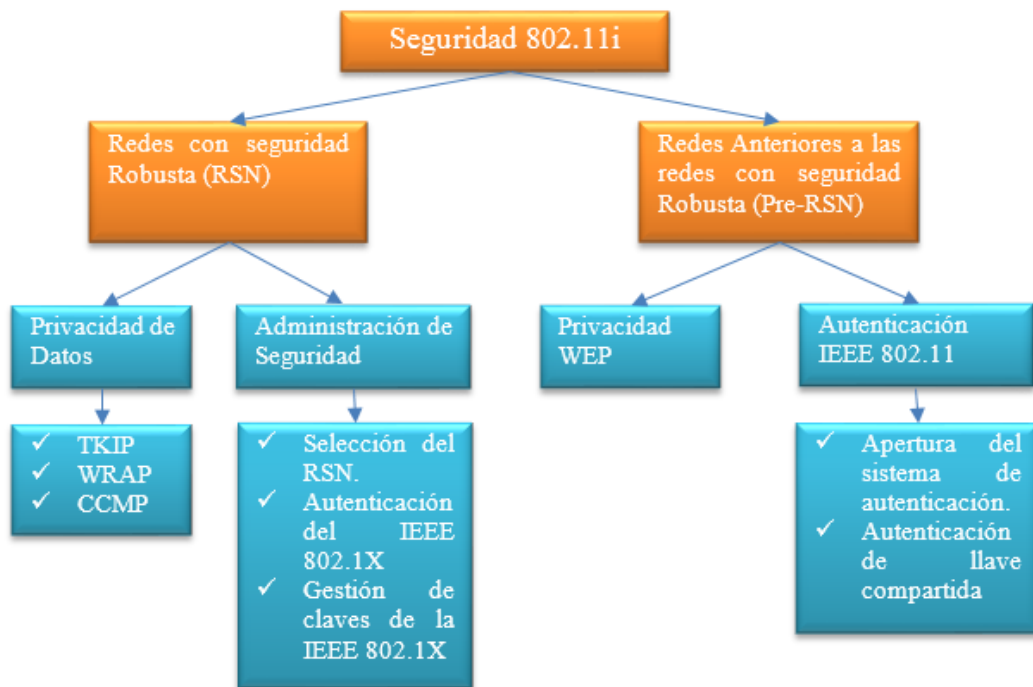 Seguridad 802.11i
Redes con seguridad
Robusta (RSN)
Redes Anteriores a las
redes con seguridad
Robusta (Pre-RSN)
Privacidad de
Datos
Administración de
Seguridad
Privacidad
WEP
Autenticación
IEEE 802.11
✓ TKIP
✓ WRAP
✓ CCMP
✓ Selección del
RSN.
✓ Autenticación
del IEEE
802.1X
✓ Gestión de
claves de la
IEEE 802.1X
✓ Apertura del
sistema de
autenticación.
✓ Autenticación
de llave
compartida